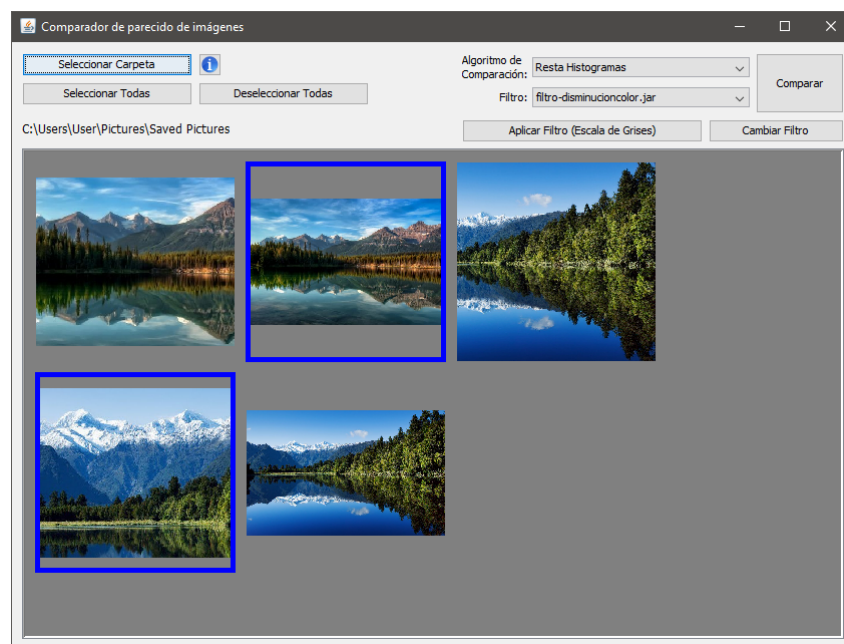 Comparador de parecido de imágenes
Seleccionar Carpeta
Seleccionar Todas
Deseleccionar Todas
Algoritmo de
Comparación:
Resta Histogramas
Filtro:
filtro-disminucioncolor.jar
Comparar
C:\Users\User\Pictures\Saved Pictures
Aplicar Filtro (Escala de Grises)
Cambiar Filtro